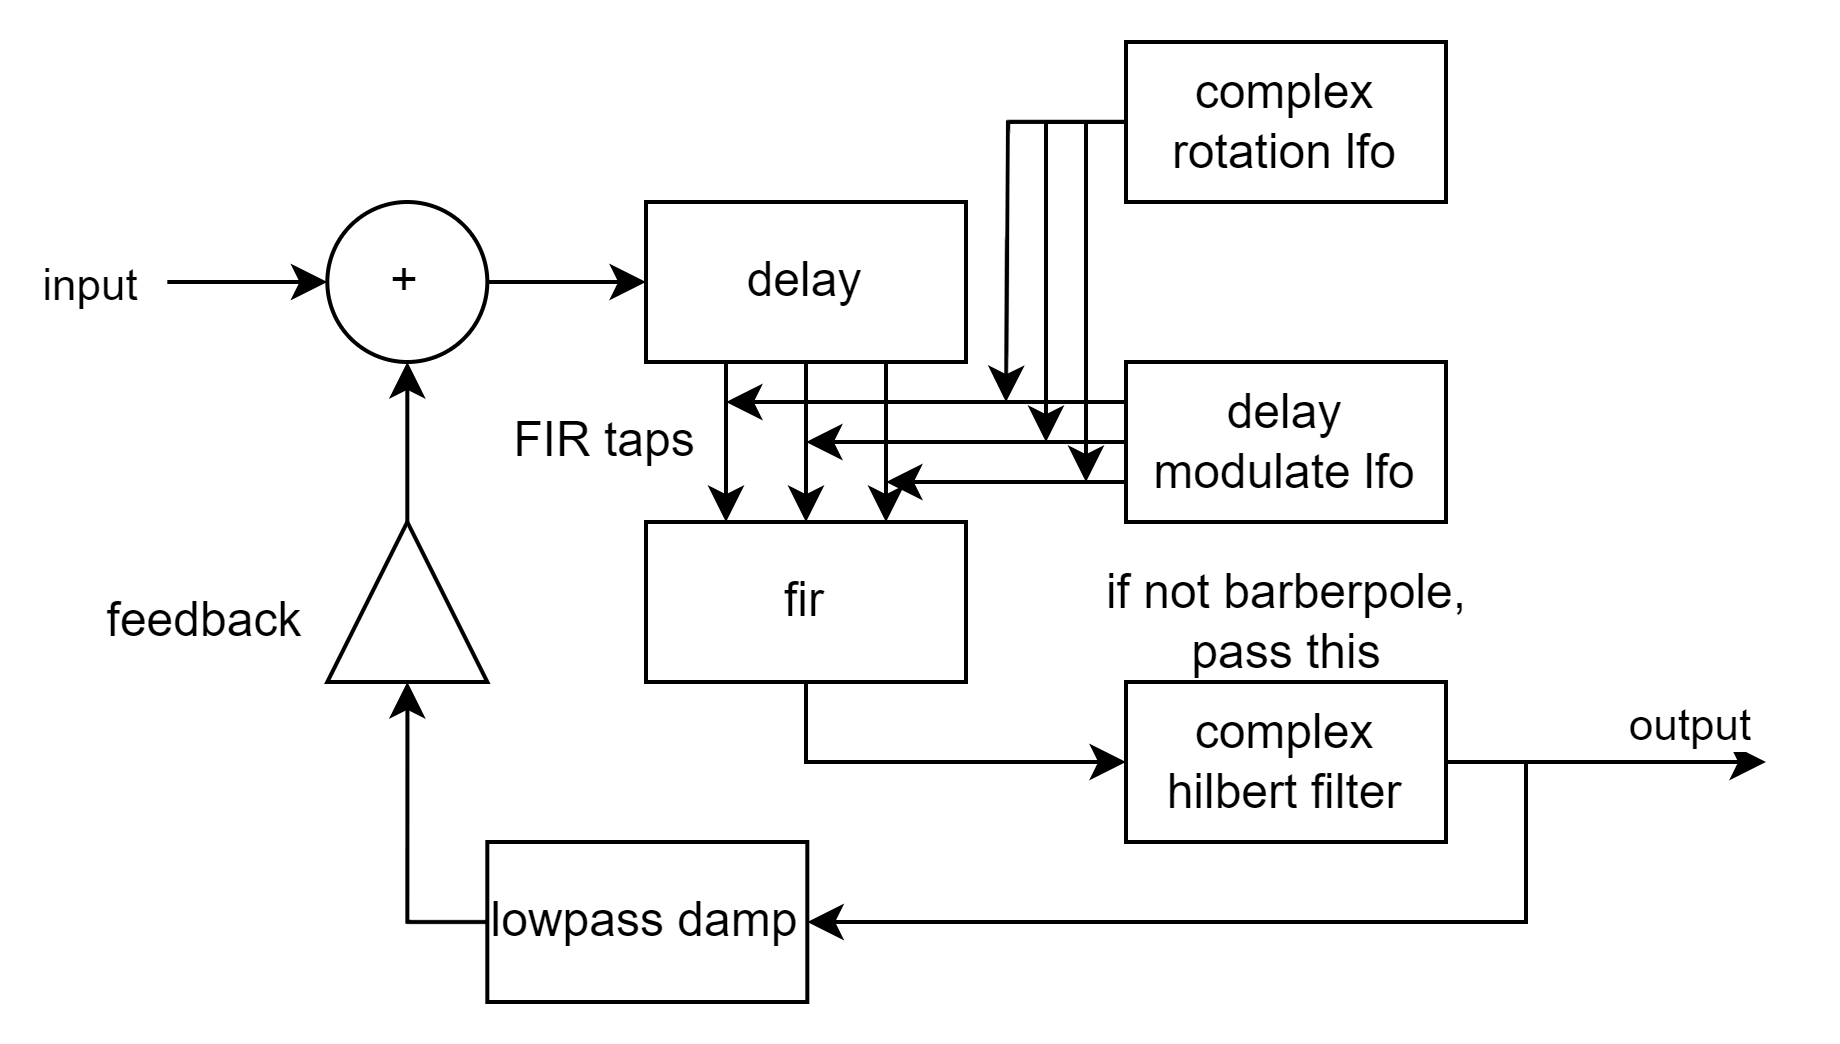 complex
rotation lfo
input
+
delay
FIR taps
delay
modulate lfo
fir
feedback
if not barberpole,
pass this
complex
hilbert filter
output
lowpass damp